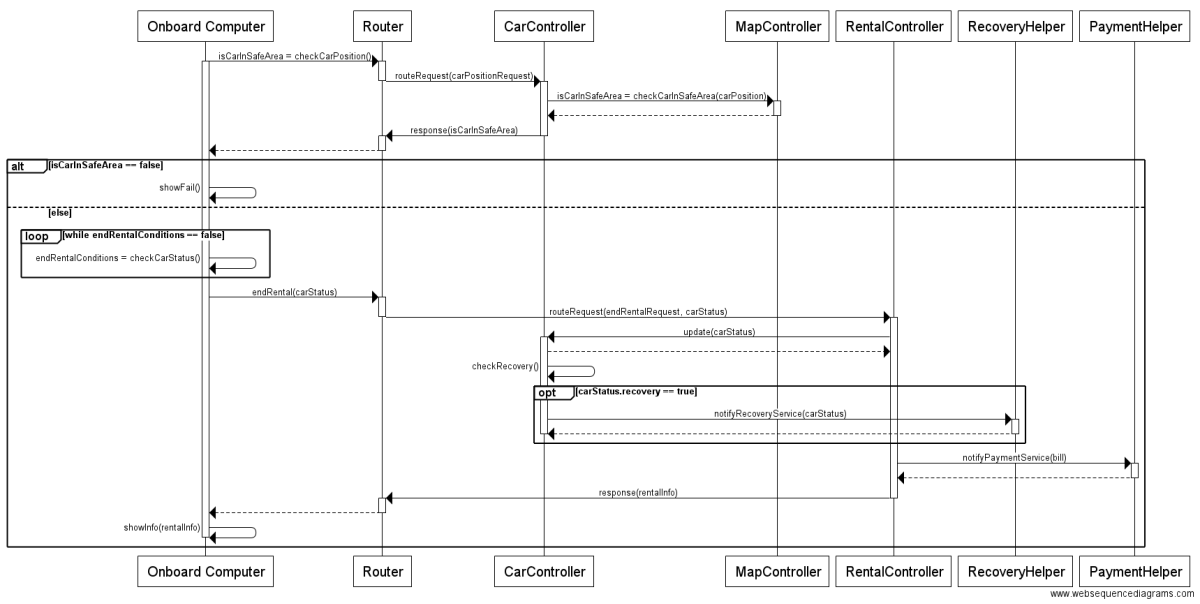 Onboard Computer Router CarController MapController RentalController RecoveryHelper PaymentHelper
isCarInSafeArea = checkCarPosition()
routeRequest(carPositionRequest)
isCarInSafeArea = checkCarInSafeArea(carPosition)
response(isCarInSafeArea)
alt [isCarInSafeArea == false]
showFail()
[else]
loop [while endRentalConditions == false]
endRentalConditions = checkCarStatus()
endRental(carStatus)
routeRequest(endRentalRequest, carStatus)
update(carStatus)
checkRecovery()
opt [carStatus.recovery == true]
notifyRecoveryService(carStatus)
notifyPaymentService(bill)
response(rentalInfo)
showInfo(rentalInfo)
Onboard Computer Router CarController MapController RentalController RecoveryHelper PaymentHelper
www.websequencediagrams.com